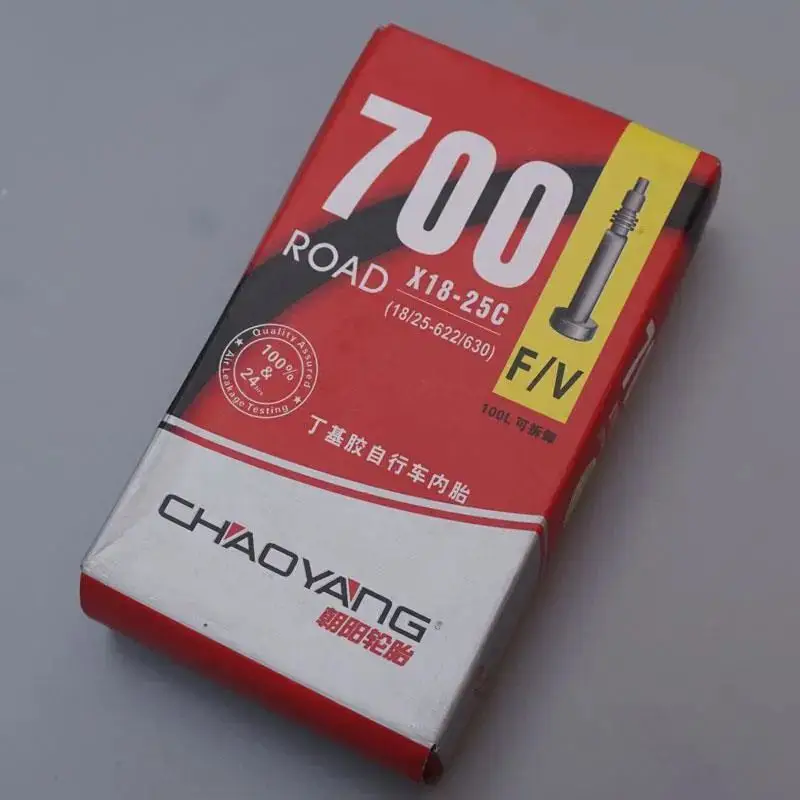 700
ROAD
X18-25C
(18/25-622/630)
F/V
100L 可拆卸
Quality Assured
100%
&
24hrs
Air Leakage Testing
丁基胶自行车内胎
CHAOYANG®
朝阳轮胎